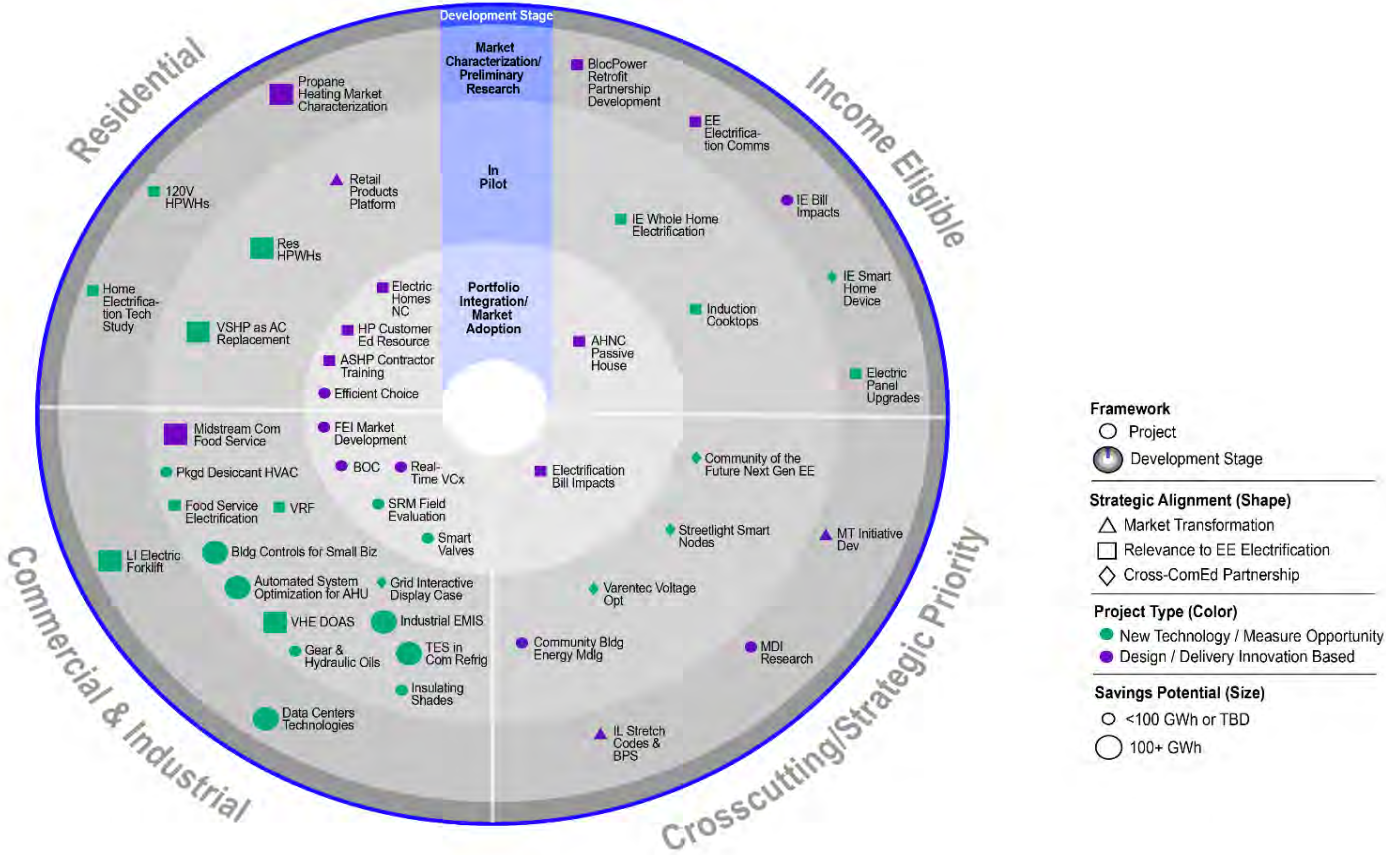 Development Stage
Market
Characterization/
Preliminary
Research
In
Pilot
Portfolio
Integration/
Market
Adoption
Residential
Propane
Heating Market
Characterization
120V
HPWHs
Retail
Products
Platform
Res
HPWHs
Home
Electrifica-
tion Tech
Study
VSHP as AC
Replacement
Electric
Homes
NC
HP Customer
Ed Resource
ASHP Contractor
Training
Efficient Choice
Income Eligible
BlocPower
Retrofit
Partnership
Development
EE
Electrifica-
tion Comms
IE Bill
Impacts
IE Whole Home
Electrification
IE Smart
Home
Device
Induction
Cooktops
AHNC
Passive
House
Electric
Panel
Upgrades
Commercial & Industrial
Midstream Com
Food Service
FEI Market
Development
Pkgd Desiccant HVAC
BOC
Real-
Time VCx
Food Service
Electrification
VRF
SRM Field
Evaluation
Smart
Valves
LI Electric
Forklift
Bldg Controls for Small Biz
Automated System
Optimization for AHU
Grid Interactive
Display Case
VHE DOAS
Industrial EMIS
Gear &
Hydraulic Oils
TES in
Com Refrig
Insulating
Shades
Data Centers
Technologies
Crosscutting/Strategic Priority
Electrification
Bill Impacts
Community of the
Future Next Gen EE
Streetlight Smart
Nodes
MT Initiative
Dev
Varentec Voltage
Opt
Community Bldg
Energy Mdlg
MDI
Research
IL Stretch
Codes &
BPS
Framework
Project
Development Stage
Strategic Alignment (Shape)
Market Transformation
Relevance to EE Electrification
Cross-ComEd Partnership
Project Type (Color)
New Technology / Measure Opportunity
Design / Delivery Innovation Based
Savings Potential (Size)
<100 GWh or TBD
100+ GWh